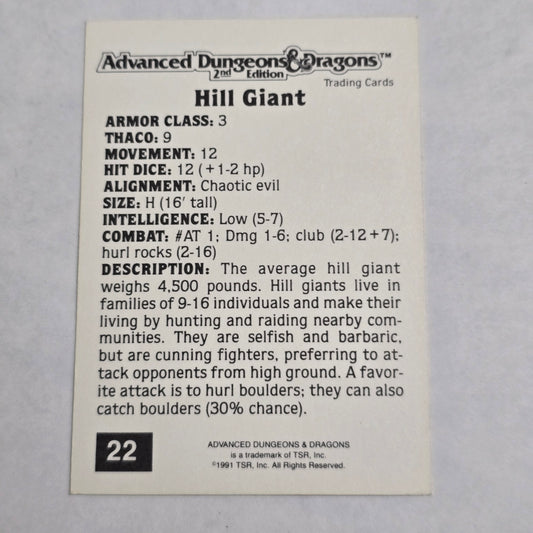 Advanced Dungeons & Dragons™
2nd Edition
Trading Cards
Hill Giant
ARMOR CLASS: 3
THACO: 9
MOVEMENT: 12
HIT DICE: 12 (+1-2 hp)
ALIGNMENT: Chaotic evil
SIZE: H (16' tall)
INTELLIGENCE: Low (5-7)
COMBAT: #AT 1; Dmg 1-6; club (2-12+7);
hurl rocks (2-16)
DESCRIPTION: The average hill giant
weighs 4,500 pounds. Hill giants live in
families of 9-16 individuals and make their
living by hunting and raiding nearby com-
munities. They are selfish and barbaric,
but are cunning fighters, preferring to at-
tack opponents from high ground. A favor-
ite attack is to hurl boulders; they can also
catch boulders (30% chance).
22
ADVANCED DUNGEONS & DRAGONS
is a trademark of TSR, Inc.
©1991 TSR, Inc. All Rights Reserved.